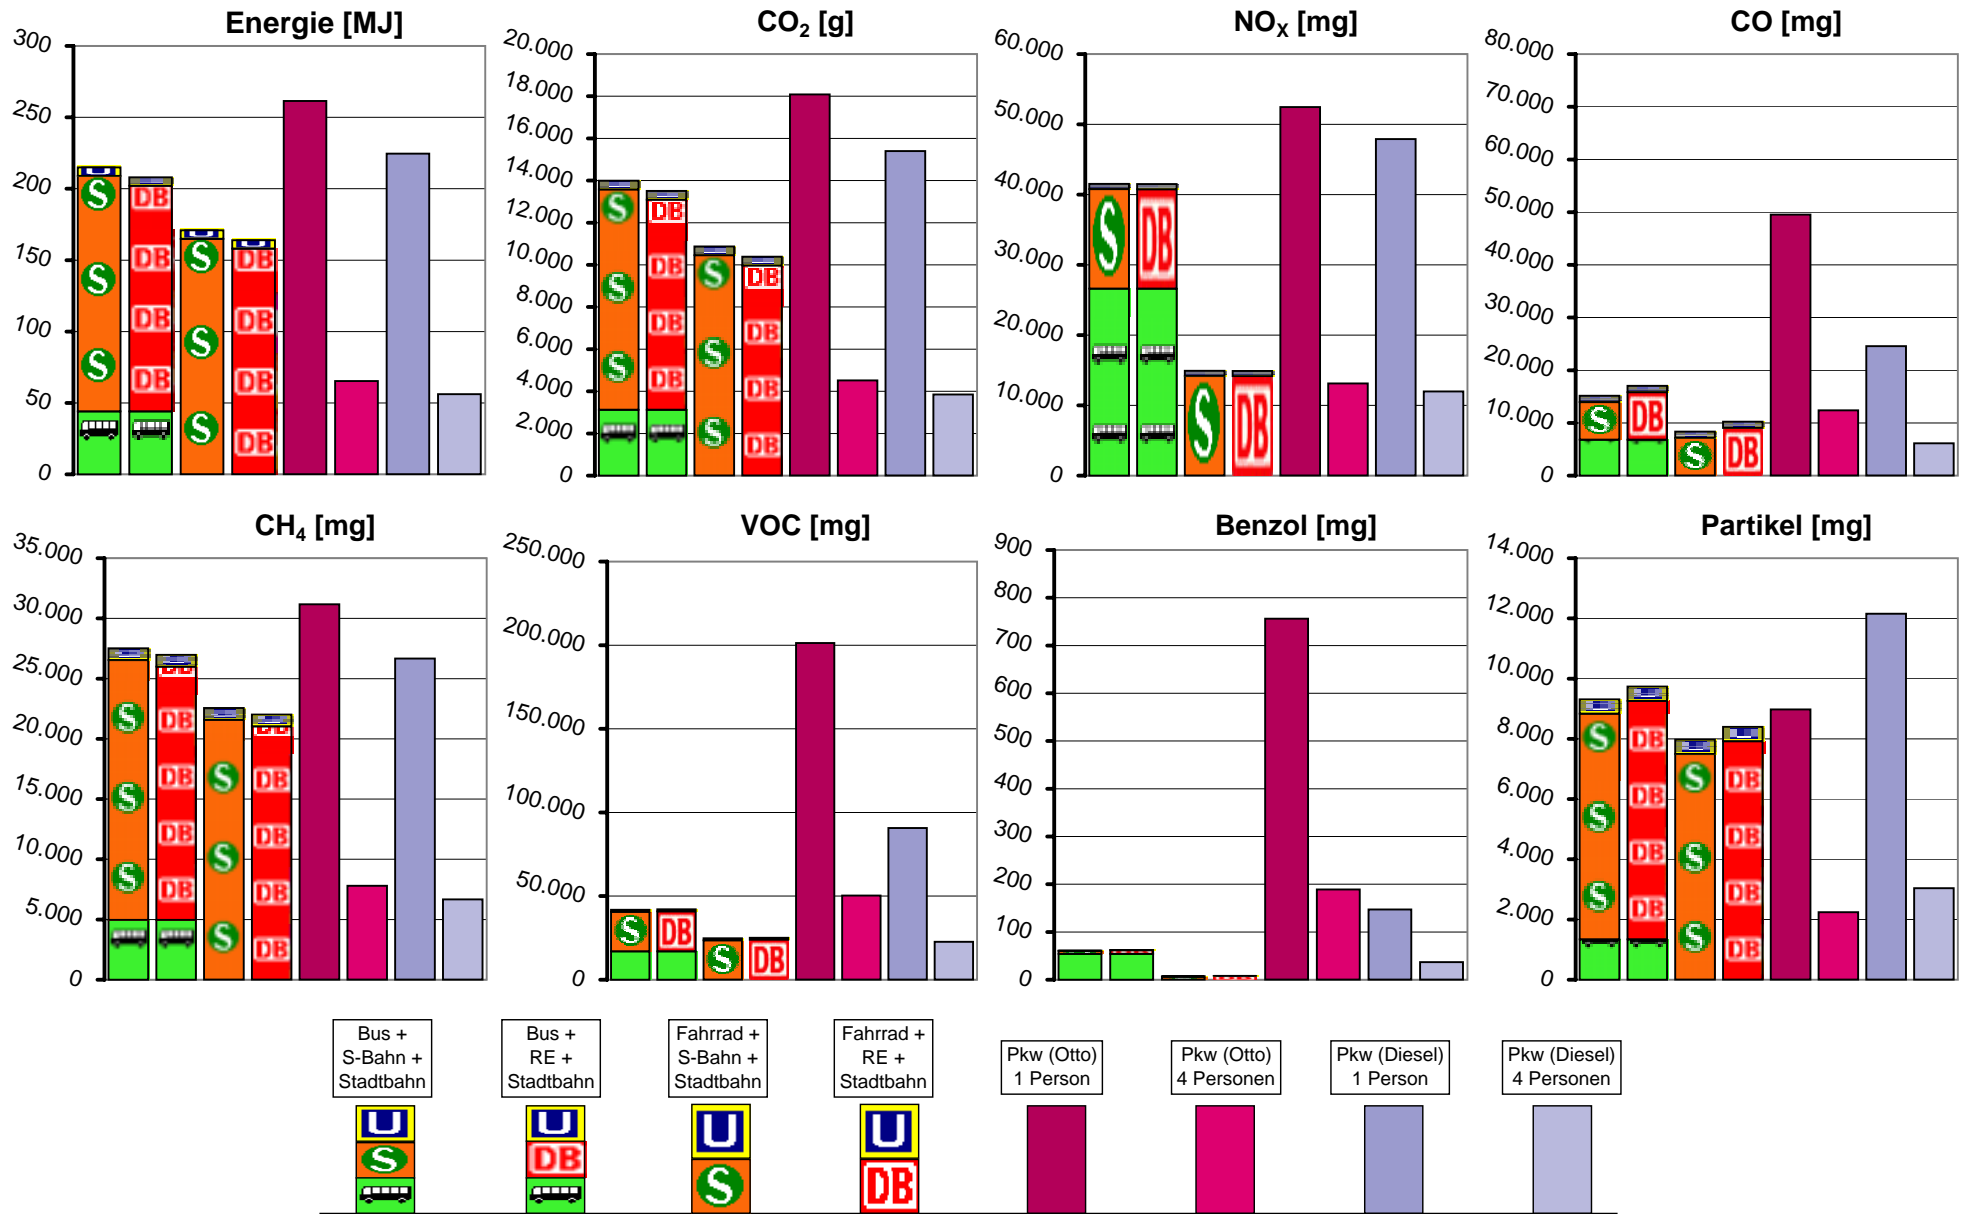 Energie [MJ]
300
250
200
150
100
50
0
CO₂ [g]
20.000
18.000
16.000
14.000
12.000
10.000
8.000
6.000
4.000
2.000
0
NOX [mg]
60.000
50.000
40.000
30.000
20.000
10.000
0
CO [mg]
80.000
70.000
60.000
50.000
40.000
30.000
20.000
10.000
0
CH₄ [mg]
35.000
30.000
25.000
20.000
15.000
10.000
5.000
0
VOC [mg]
250.000
200.000
150.000
100.000
50.000
0
Benzol [mg]
900
800
700
600
500
400
300
200
100
0
Partikel [mg]
14.000
12.000
10.000
8.000
6.000
4.000
2.000
0
Bus +
S-Bahn +
Stadtbahn
U
S
Bus +
RE +
Stadtbahn
U
DB
Fahrrad +
S-Bahn +
Stadtbahn
U
S
Fahrrad +
RE +
Stadtbahn
U
DB
Pkw (Otto)
1 Person
Pkw (Otto)
4 Personen
Pkw (Diesel)
1 Person
Pkw (Diesel)
4 Personen